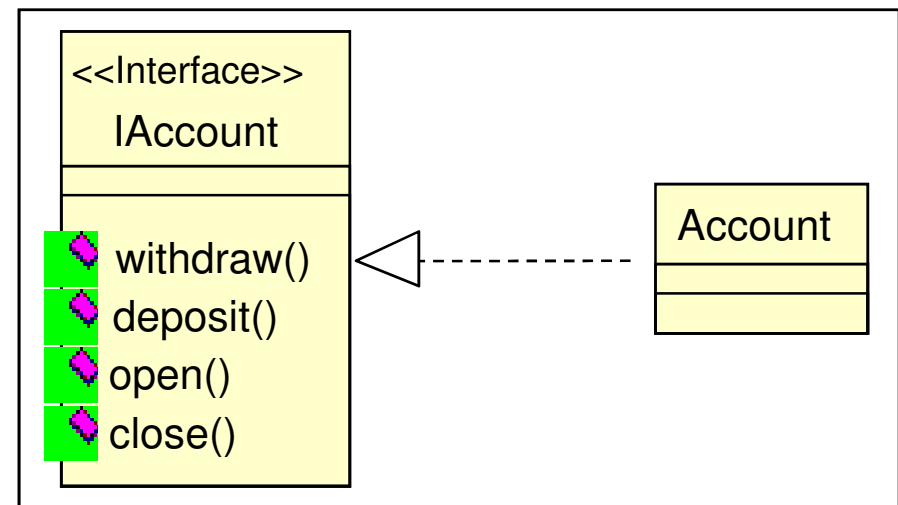 <<Interface>>
IAccount
withdraw()
deposit()
open()
close()
Account